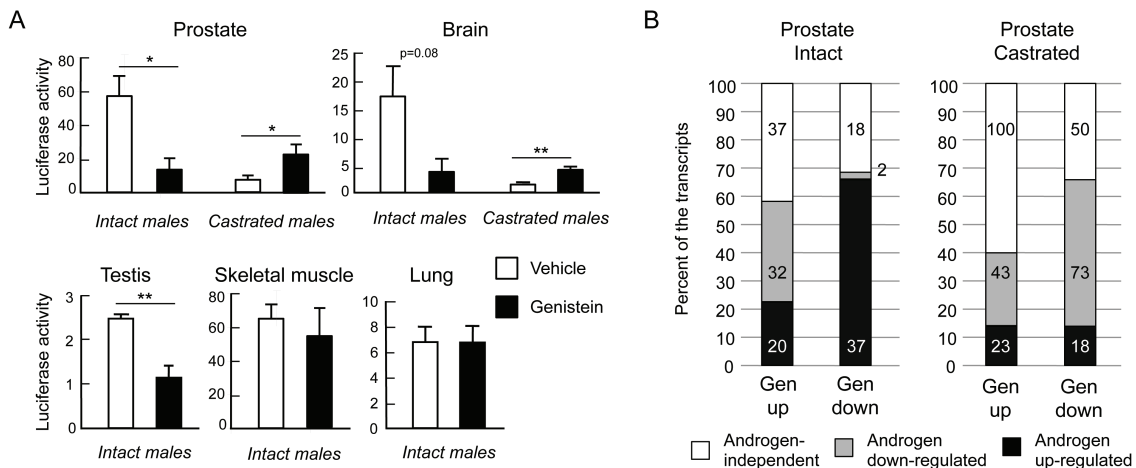 A
Prostate
Luciferase activity
80
60
40
20
0
*
*
Intact males
Castrated males
Brain
25
20
15
10
5
0
p=0.08
**
Intact males
Castrated males
Testis
Luciferase activity
3
2
1
0
**
Intact males
Skeletal muscle
80
60
40
20
0
Intact males
Lung
10
8
6
4
2
0
Intact males
Vehicle
Genistein
B
Prostate
Intact
Percent of the transcripts
100
90
80
70
60
50
40
30
20
10
0
37
32
20
18
2
37
Gen
up
Gen
down
Prostate
Castrated
100
90
80
70
60
50
40
30
20
10
0
100
43
23
50
73
18
Gen
up
Gen
down
Androgen-
independent
Androgen
down-regulated
Androgen
up-regulated